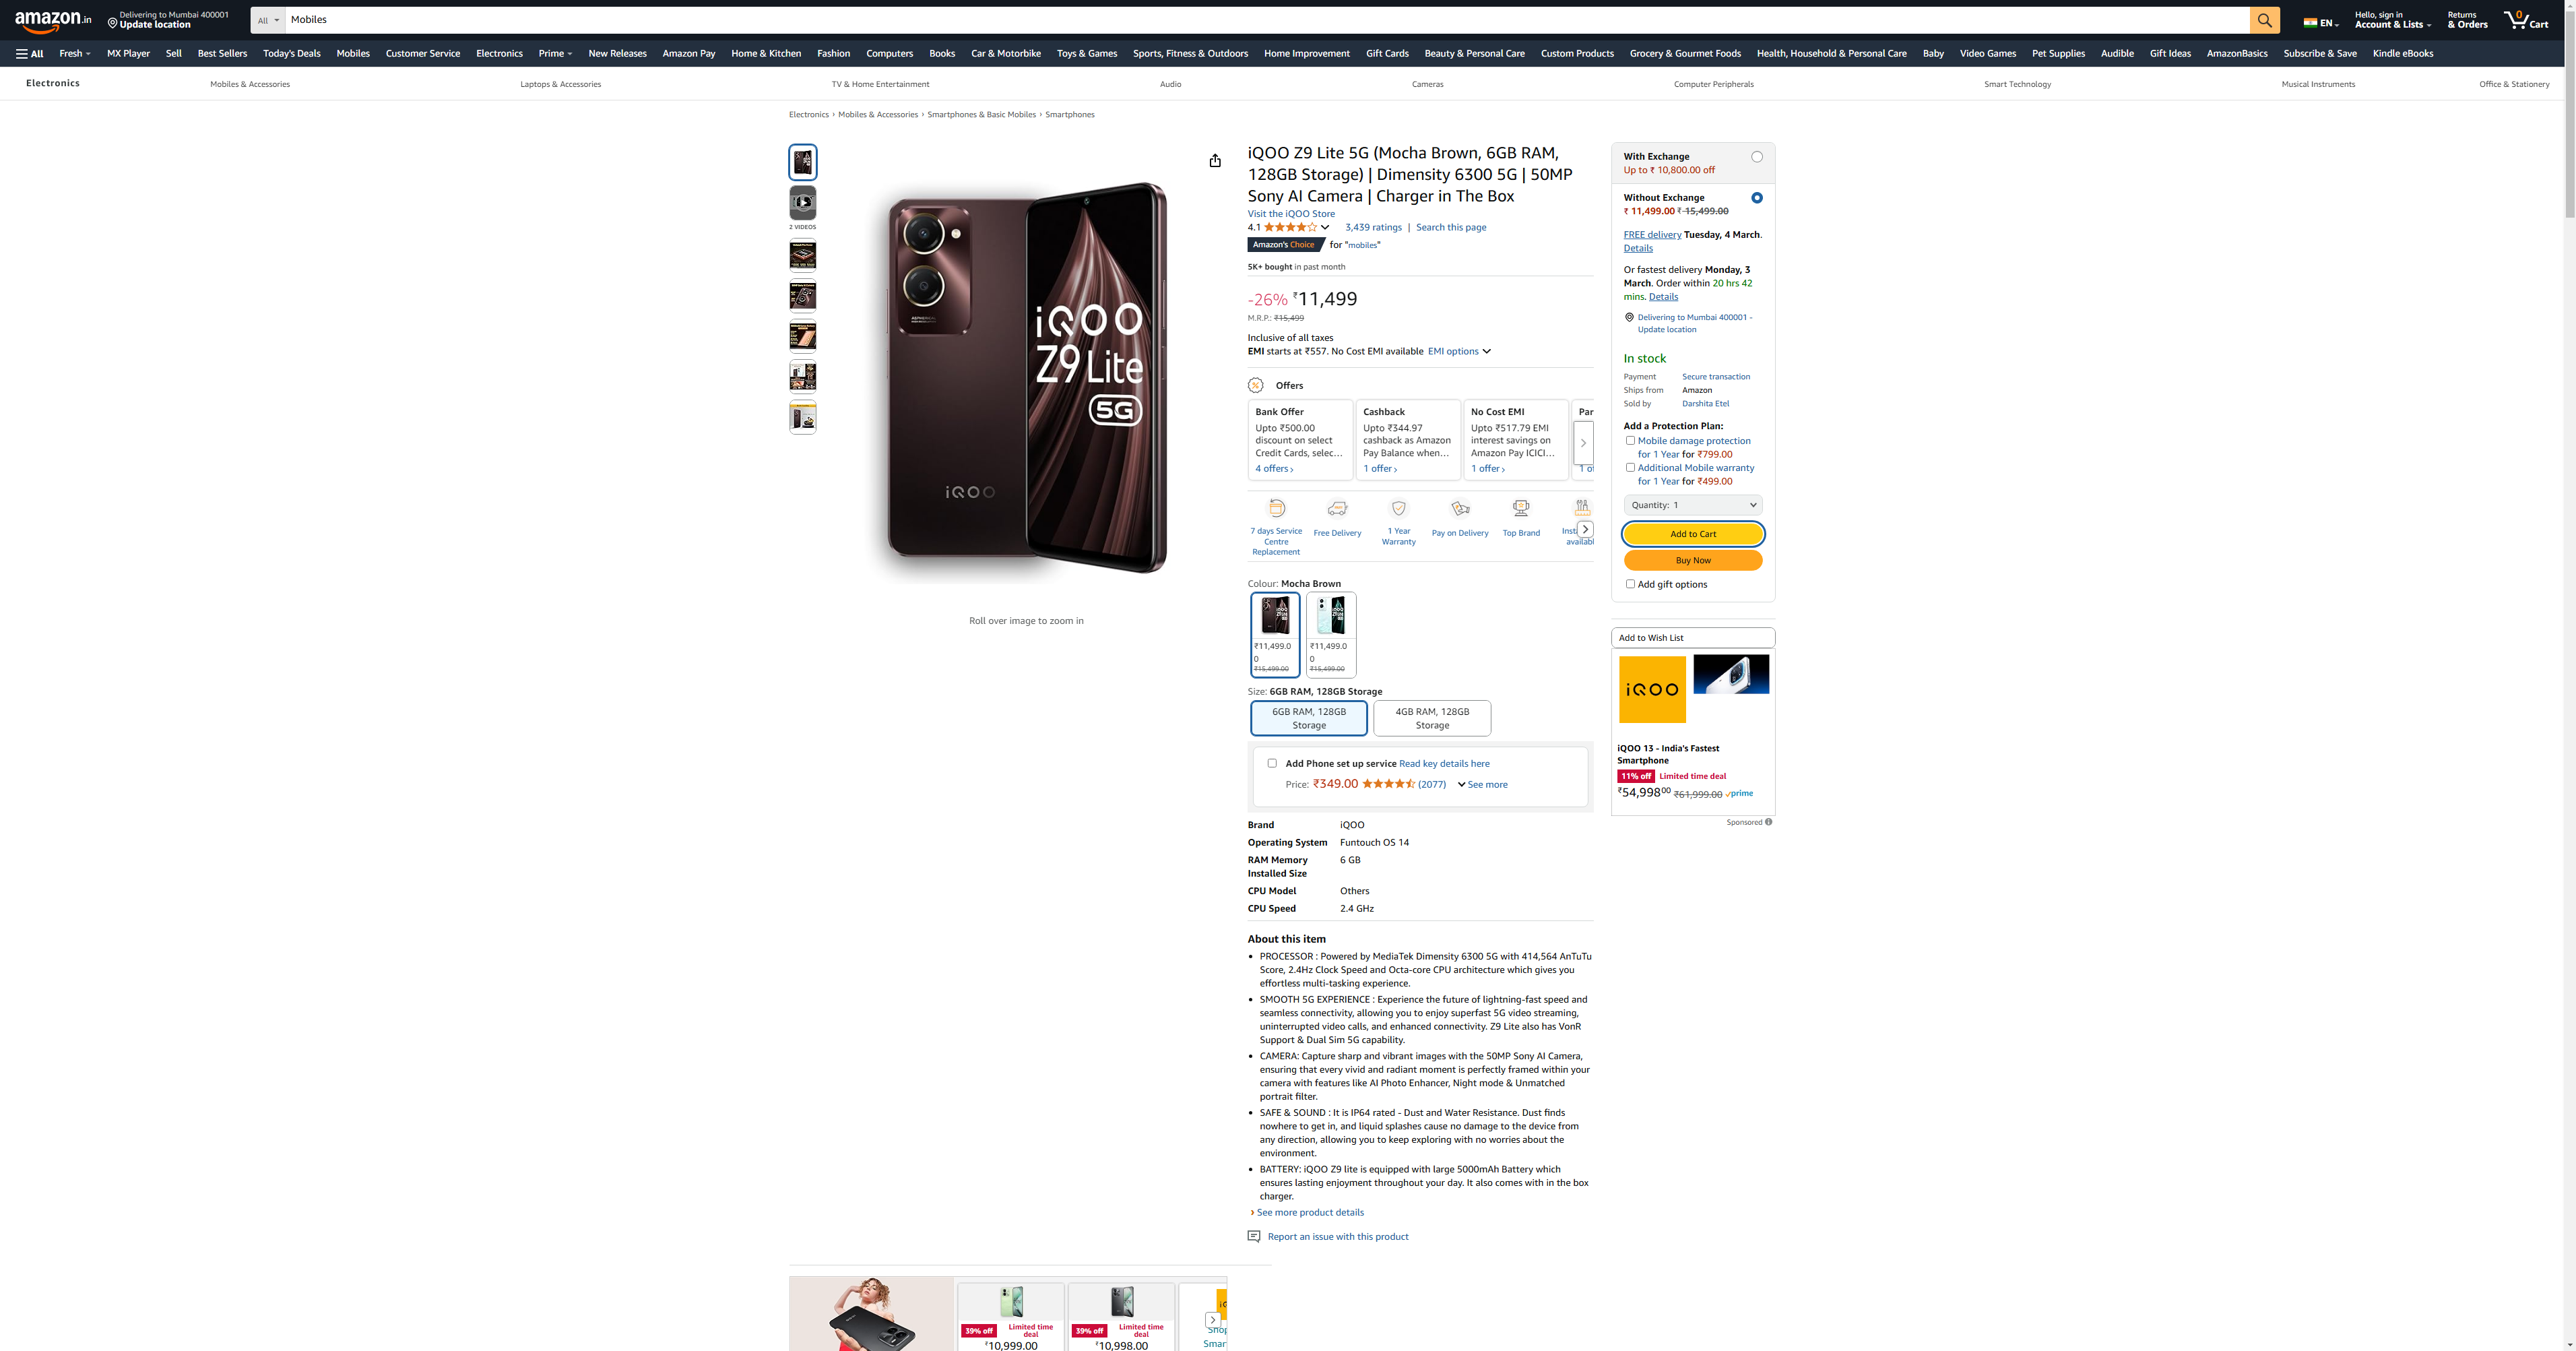 amazon.in
Delivering to Mumbai 400001
Update location
All
Mobiles
EN
Hello, sign in
Account & Lists
Returns
& Orders
0
Cart
All
Fresh
MX Player
Sell
Best Sellers
Today's Deals
Mobiles
Customer Service
Electronics
Prime
New Releases
Amazon Pay
Home & Kitchen
Fashion
Computers
Books
Car & Motorbike
Toys & Games
Sports, Fitness & Outdoors
Home Improvement
Gift Cards
Beauty & Personal Care
Custom Products
Grocery & Gourmet Foods
Health, Household & Personal Care
Baby
Video Games
Pet Supplies
Audible
Gift Ideas
AmazonBasics
Subscribe & Save
Kindle eBooks
Electronics
Mobiles & Accessories
Laptops & Accessories
TV & Home Entertainment
Audio
Cameras
Computer Peripherals
Smart Technology
Musical Instruments
Office & Stationery
Electronics › Mobiles & Accessories › Smartphones & Basic Mobiles › Smartphones
2 VIDEOS
iQOO
Z9 Lite
5G
iQOO
Roll over image to zoom in
iQOO Z9 Lite 5G (Mocha Brown, 6GB RAM,
128GB Storage) | Dimensity 6300 5G | 50MP
Sony AI Camera | Charger in The Box
Visit the iQOO Store
4.1
3,439 ratings | Search this page
Amazon's Choice for "mobiles"
5K+ bought in past month
-26% ₹11,499
M.R.P.: ₹15,499
Inclusive of all taxes
EMI starts at ₹557. No Cost EMI available EMI options
Offers
Bank Offer
Upto ₹500.00
discount on select
Credit Cards, selec…
4 offers ›
Cashback
Upto ₹344.97
cashback as Amazon
Pay Balance when…
1 offer ›
No Cost EMI
Upto ₹517.79 EMI
interest savings on
Amazon Pay ICICI…
1 offer ›
Par
1 o
7 days Service
Centre
Replacement
Free Delivery
1 Year
Warranty
Pay on Delivery
Top Brand
Inst
availabl
Colour: Mocha Brown
₹11,499.0
0
₹15,499.00
₹11,499.0
0
₹15,499.00
Size: 6GB RAM, 128GB Storage
6GB RAM, 128GB
Storage
4GB RAM, 128GB
Storage
Add Phone set up service Read key details here
Price: ₹349.00 (2077) See more
Brand iQOO
Operating System Funtouch OS 14
RAM Memory 6 GB
Installed Size
CPU Model Others
CPU Speed 2.4 GHz
About this item
• PROCESSOR : Powered by MediaTek Dimensity 6300 5G with 414,564 AnTuTu
Score, 2.4Hz Clock Speed and Octa-core CPU architecture which gives you
effortless multi-tasking experience.
• SMOOTH 5G EXPERIENCE : Experience the future of lightning-fast speed and
seamless connectivity, allowing you to enjoy superfast 5G video streaming,
uninterrupted video calls, and enhanced connectivity. Z9 Lite also has VonR
Support & Dual Sim 5G capability.
• CAMERA: Capture sharp and vibrant images with the 50MP Sony AI Camera,
ensuring that every vivid and radiant moment is perfectly framed within your
camera with features like AI Photo Enhancer, Night mode & Unmatched
portrait filter.
• SAFE & SOUND : It is IP64 rated - Dust and Water Resistance. Dust finds
nowhere to get in, and liquid splashes cause no damage to the device from
any direction, allowing you to keep exploring with no worries about the
environment.
• BATTERY: iQOO Z9 lite is equipped with large 5000mAh Battery which
ensures lasting enjoyment throughout your day. It also comes with in the box
charger.
› See more product details
Report an issue with this product
With Exchange
Up to ₹ 10,800.00 off
Without Exchange
₹ 11,499.00 ₹ 15,499.00
FREE delivery Tuesday, 4 March.
Details
Or fastest delivery Monday, 3
March. Order within 20 hrs 42
mins. Details
Delivering to Mumbai 400001 -
Update location
In stock
Payment Secure transaction
Ships from Amazon
Sold by Darshita Etel
Add a Protection Plan:
Mobile damage protection
for 1 Year for ₹799.00
Additional Mobile warranty
for 1 Year for ₹499.00
Quantity: 1
Add to Cart
Buy Now
Add gift options
Add to Wish List
iQOO
iQOO 13 - India's Fastest
Smartphone
11% off Limited time deal
₹54,998⁰⁰ ₹61,999.00 prime
Sponsored
39% off
Limited time
deal
₹10,999.00
39% off
Limited time
deal
₹10,998.00
iQ
Shop
Smar